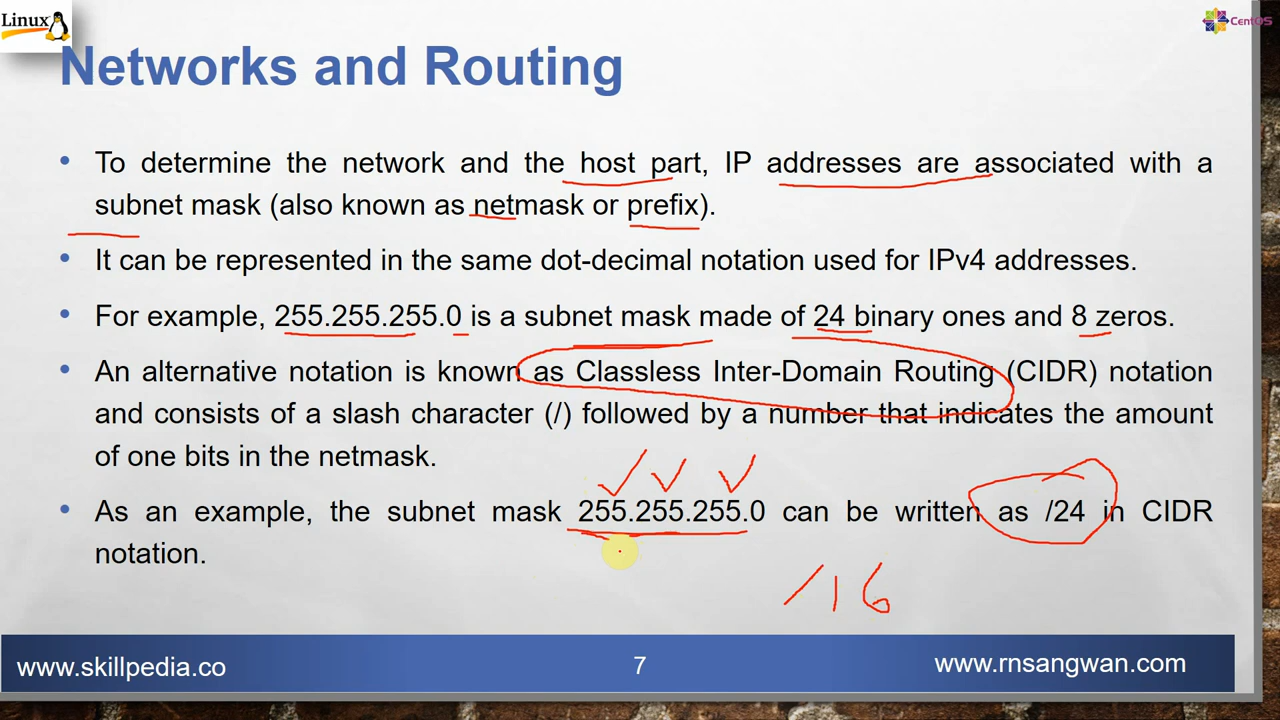 Linux
CentOS
Networks and Routing
• To determine the network and the host part, IP addresses are associated with a
subnet mask (also known as netmask or prefix).
• It can be represented in the same dot-decimal notation used for IPv4 addresses.
• For example, 255.255.255.0 is a subnet mask made of 24 binary ones and 8 zeros.
• An alternative notation is known as Classless Inter-Domain Routing (CIDR) notation
and consists of a slash character (/) followed by a number that indicates the amount
of one bits in the netmask.
• As an example, the subnet mask 255.255.255.0 can be written as /24 in CIDR
notation.
/16
www.skillpedia.co
7
www.rnsangwan.com